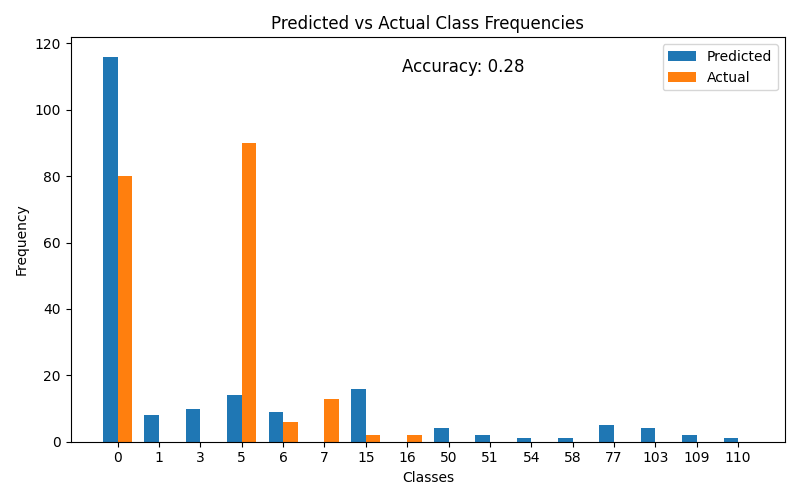 Predicted vs Actual Class Frequencies
Accuracy: 0.28
Predicted
Actual
Frequency
120
100
80
60
40
20
0
0 1 3 5 6 7 15 16 50 51 54 58 77 103 109 110
Classes